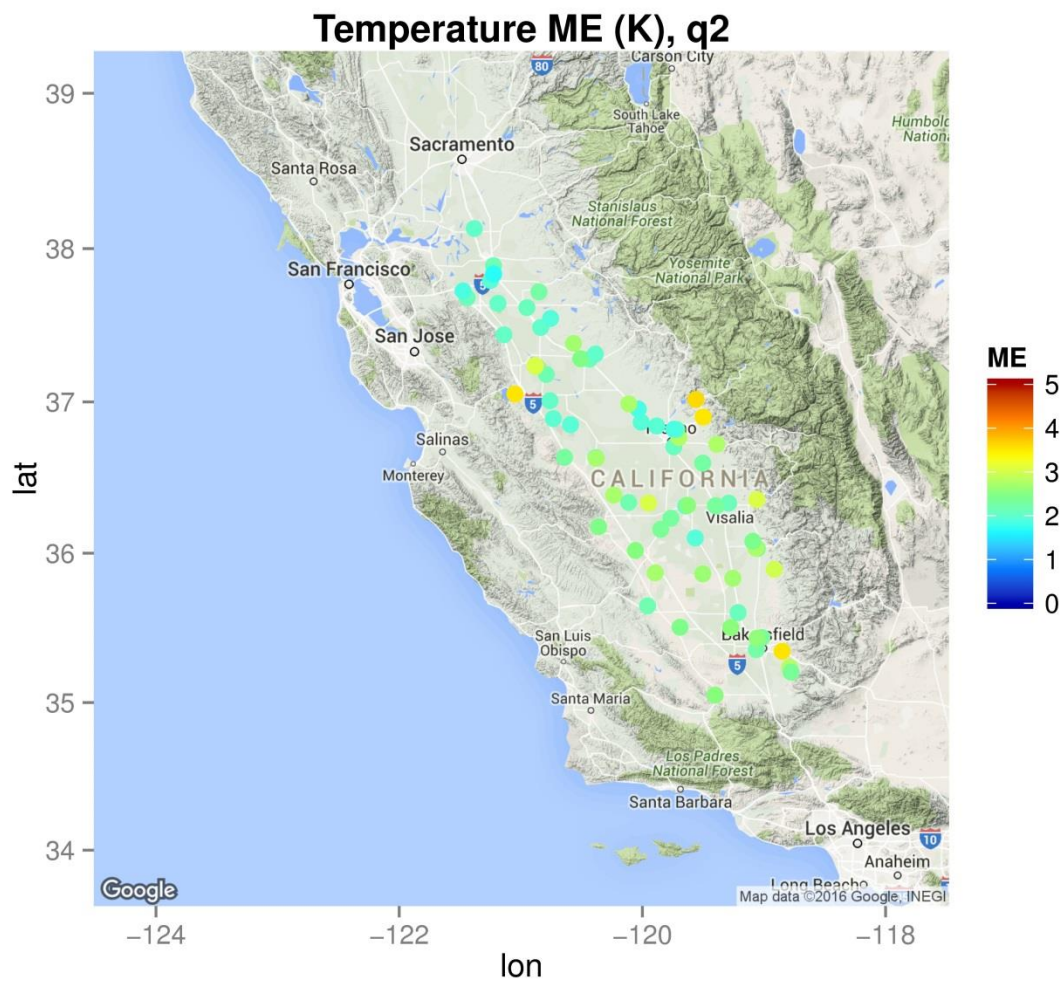 Temperature ME (K), q2
80
Carson City
39
South Lake
Tahoe
Sacramento
Santa Rosa
Stanislaus
National Forest
38
San Francisco
5
Yosemite
National Park
San Jose
ME
5
4
3
2
1
0
37
5
Salinas
Monterey
CALIFORNIA
lat
Visalia
36
San Luis
Obispo
5
35
Santa Maria
Los Padres
National Forest
Santa Barbara
Los Angeles
10
34
Anaheim
Long Beach
Google
Map data ©2016 Google, INEGI
−124
−122
−120
−118
lon